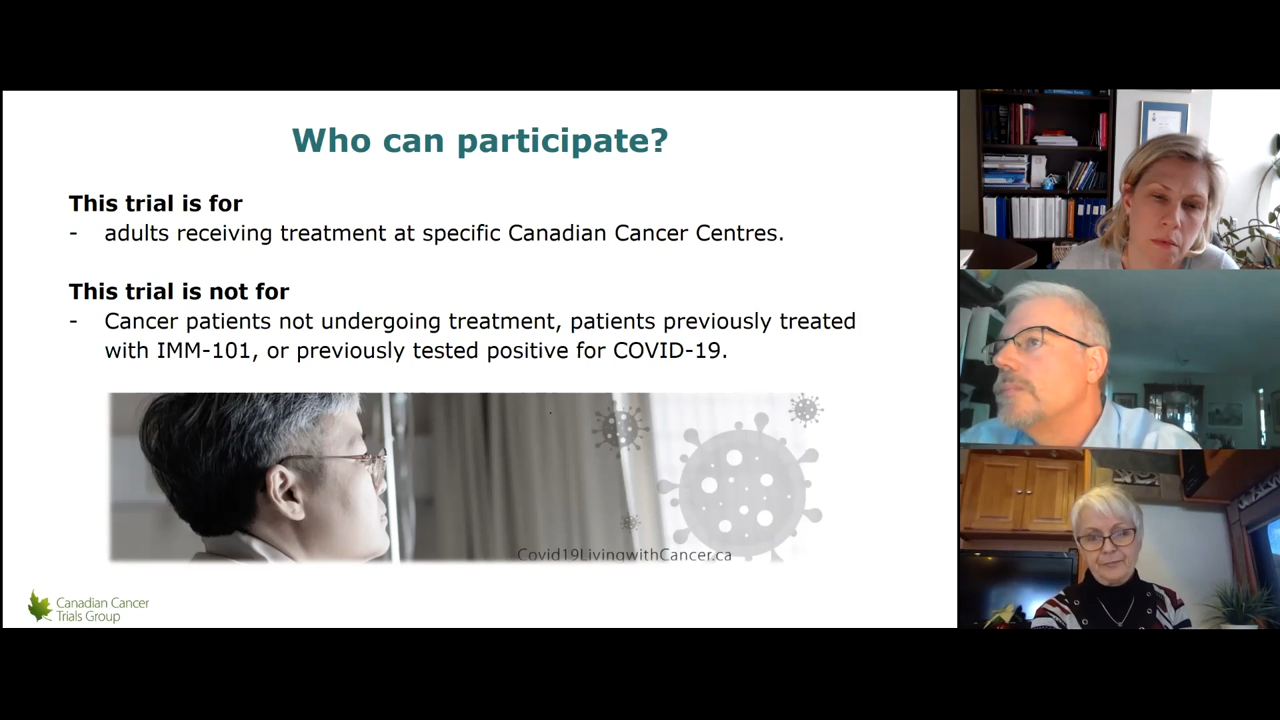 Who can participate?
This trial is for
- adults receiving treatment at specific Canadian Cancer Centres.
This trial is not for
- Cancer patients not undergoing treatment, patients previously treated
with IMM-101, or previously tested positive for COVID-19.
Covid19LivingwithCancer.ca
Canadian Cancer
Trials Group